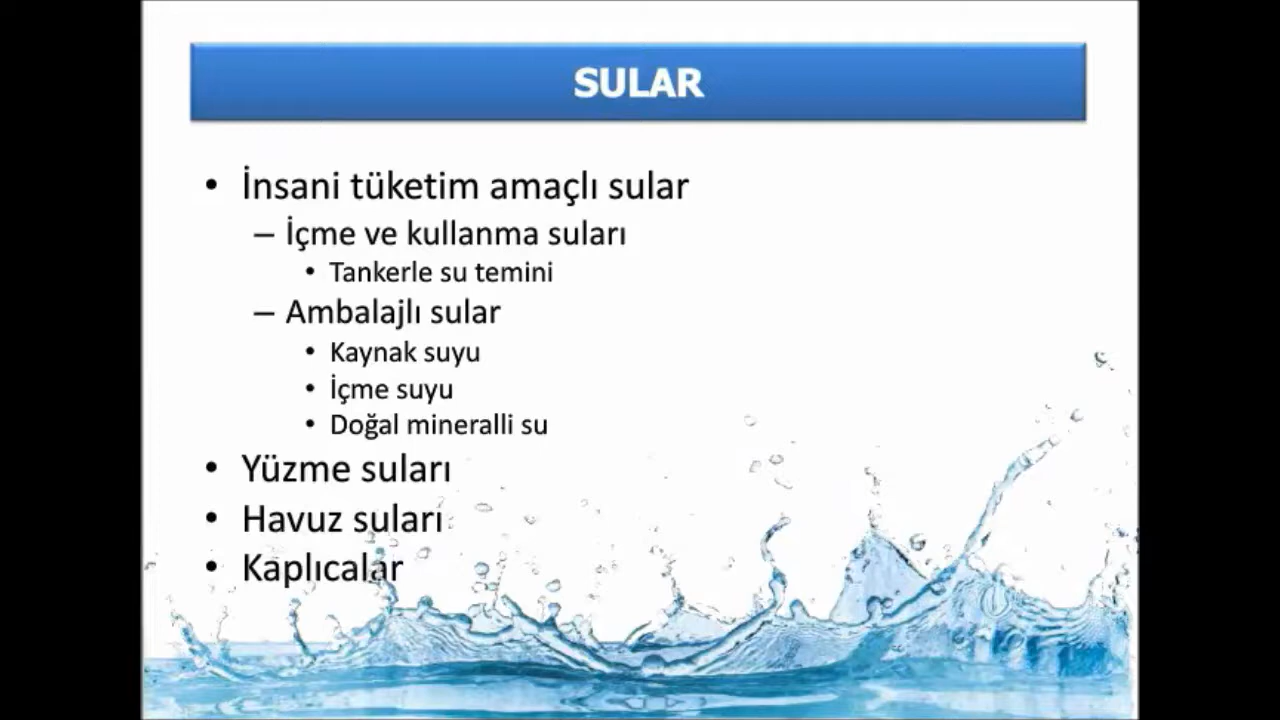 SULAR
• İnsani tüketim amaçlı sular
– İçme ve kullanma suları
• Tankerle su temini
– Ambalajlı sular
• Kaynak suyu
• İçme suyu
• Doğal mineralli su
• Yüzme suları
• Havuz suları
• Kaplıcalar